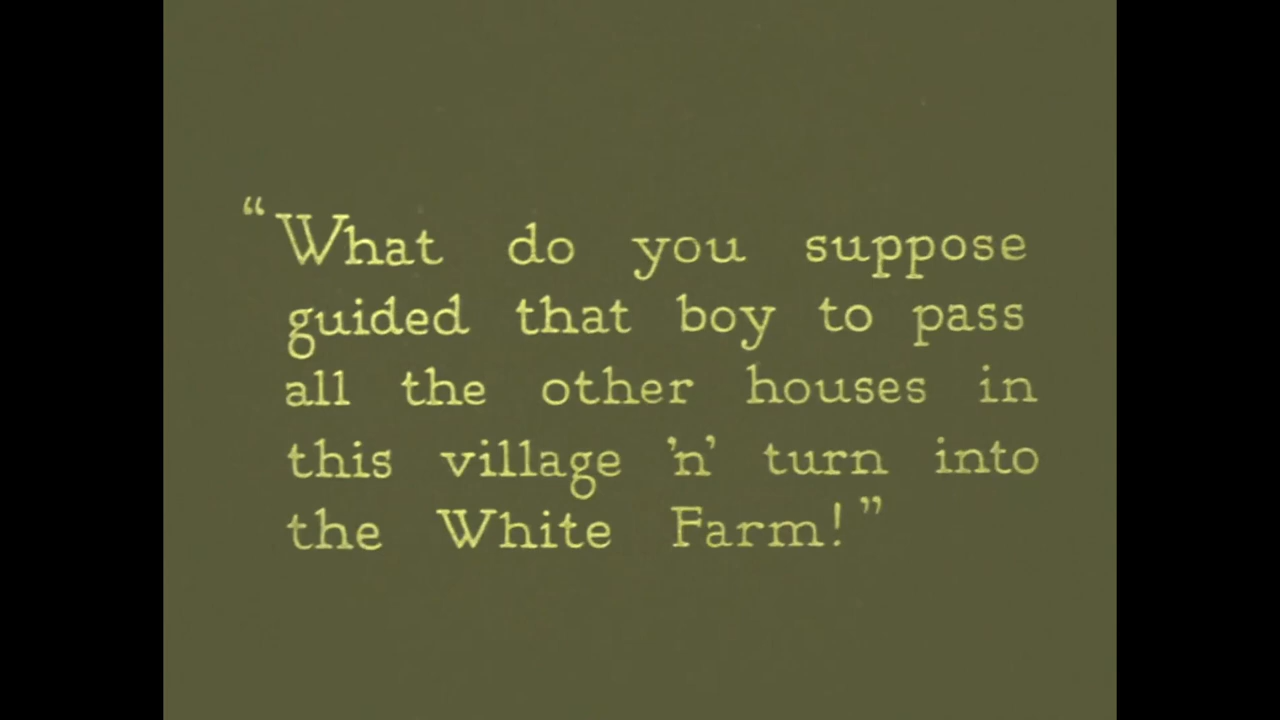 “What do you suppose
guided that boy to pass
all the other houses in
this village ’n’ turn into
the White Farm!”